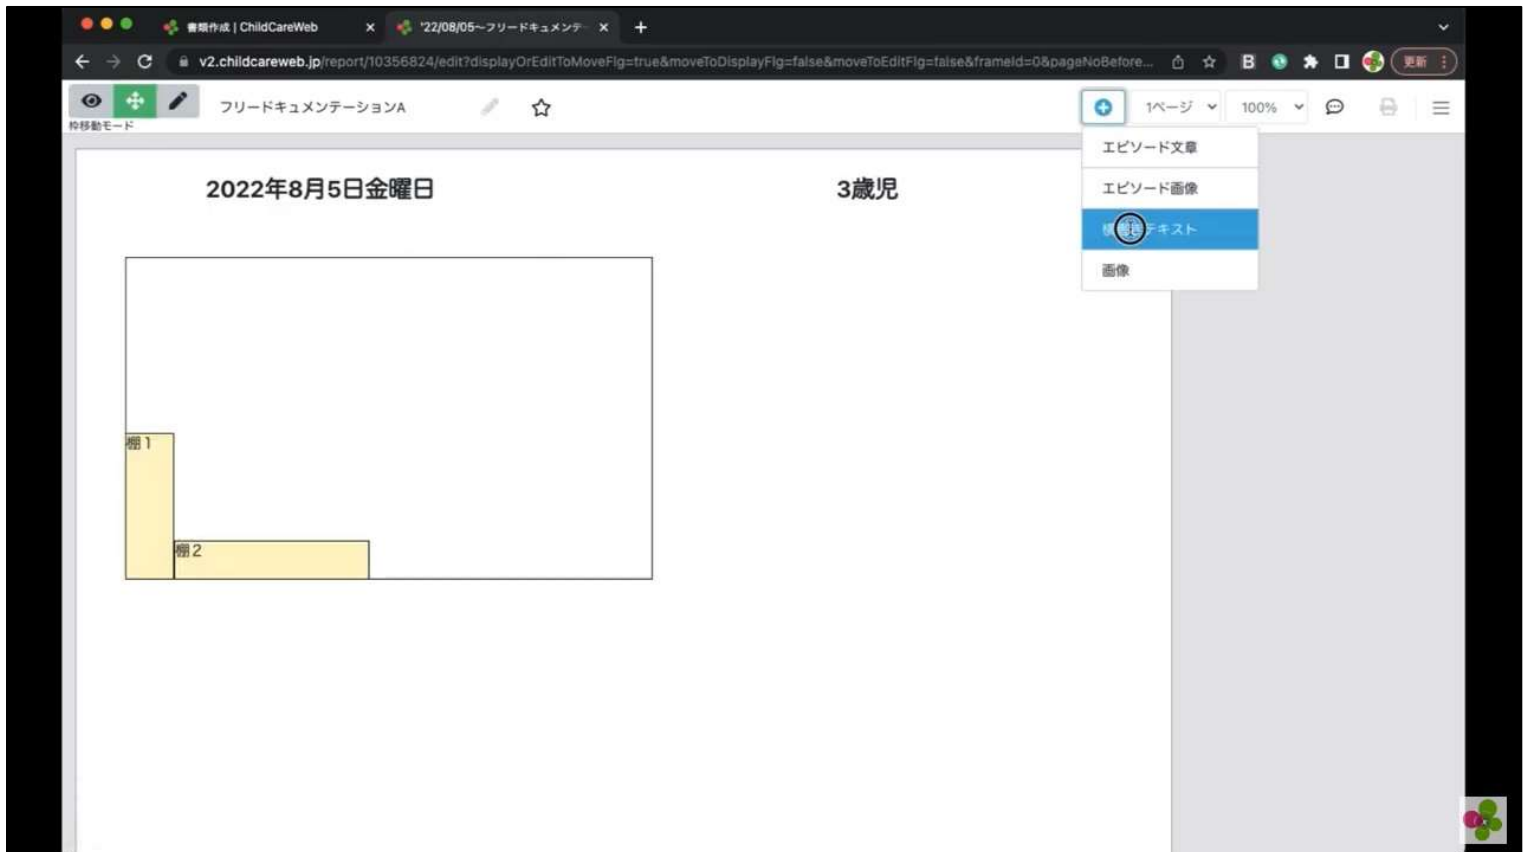 書類作成 | ChildCareWeb
'22/08/05〜フリードキュメンテ
v2.childcareweb.jp/report/10356824/edit?displayOrEditToMoveFlg=true&moveToDisplayFlg=false&moveToEditFlg=false&frameId=0&pageNoBefore...
B
更新
フリードキュメンテーションA
1ページ
100%
枠移動モード
エピソード文章
エピソード画像
テキスト
画像
2022年8月5日金曜日
3歳児
棚1
棚2